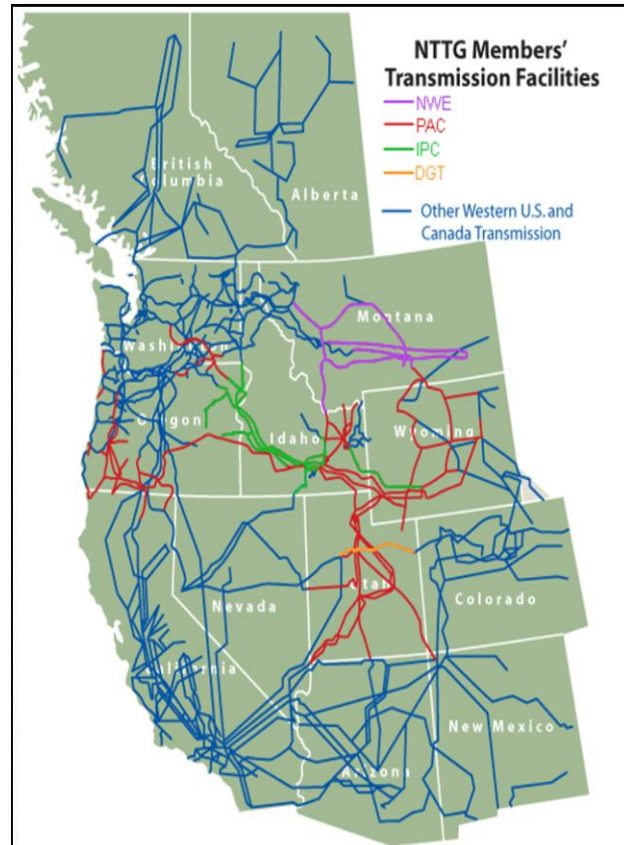 NTTG Members'
Transmission Facilities
NWE
PAC
IPC
DGT
Other Western U.S. and
Canada Transmission
British
Columbia
Alberta
Montana
Washington
Oregon
Idaho
Wyoming
Nevada
Utah
Colorado
California
Arizona
New Mexico